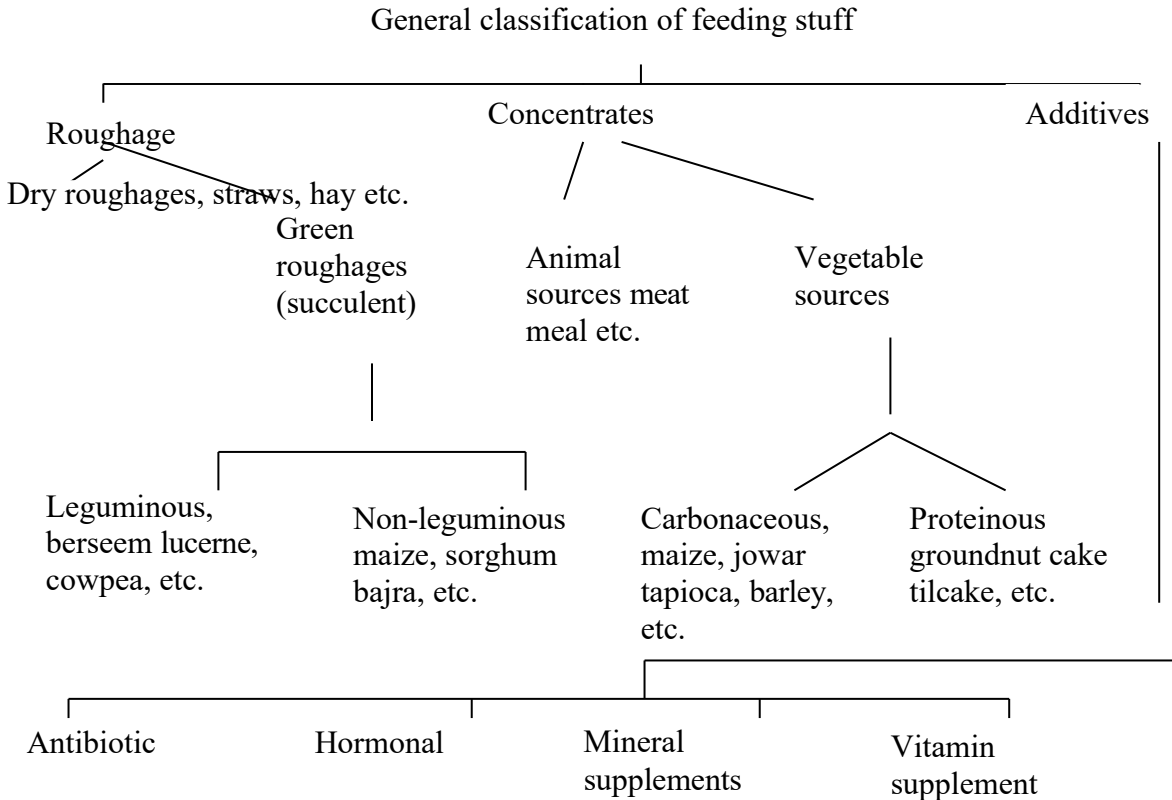 General classification of feeding stuff
Roughage
Concentrates
Additives
Dry roughages, straws, hay etc.
Green
roughages
(succulent)
Animal
sources meat
meal etc.
Vegetable
sources
Leguminous,
berseem lucerne,
cowpea, etc.
Non-leguminous
maize, sorghum
bajra, etc.
Carbonaceous,
maize, jowar
tapioca, barley,
etc.
Proteinous
groundnut cake
tilcake, etc.
Antibiotic
Hormonal
Mineral
supplements
Vitamin
supplement